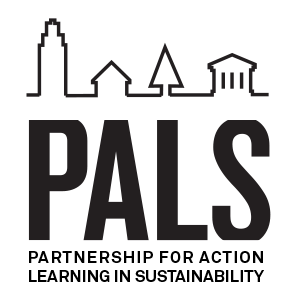 PALS
PARTNERSHIP FOR ACTION
LEARNING IN SUSTAINABILITY